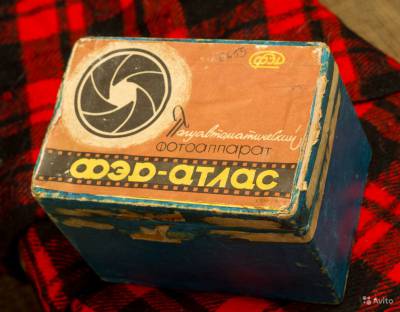 ФЭД
Полуавтоматический
фотоаппарат
ФЭД-атлас
Avito